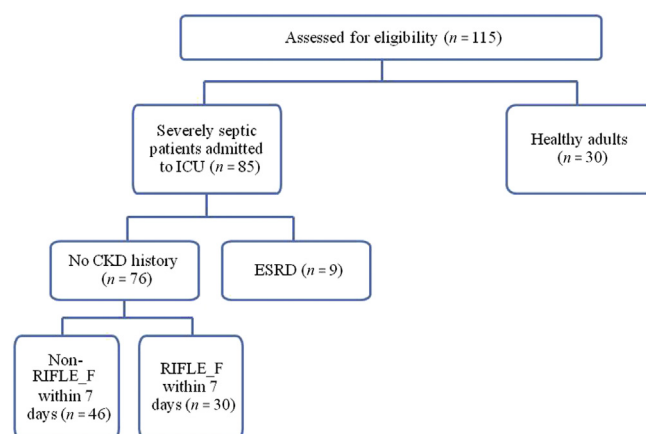 Assessed for eligibility (n = 115)
Severely septic
patients admitted
to ICU (n = 85)
Healthy adults
(n = 30)
No CKD history
(n = 76)
ESRD (n = 9)
Non-
RIFLE_F
within 7
days (n = 46)
RIFLE_F
within 7
days (n = 30)